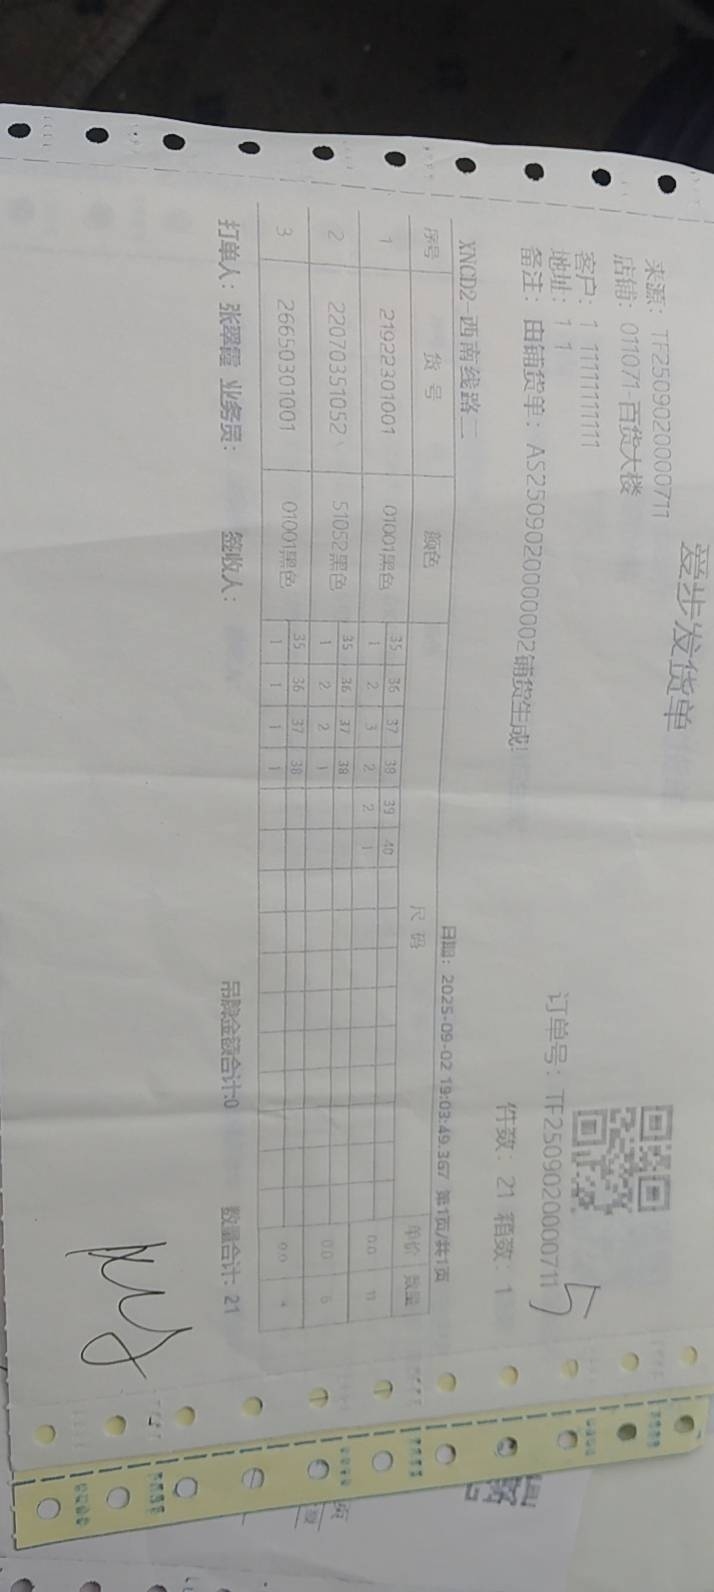 爱步发货单
来源：TF2509020000711
店铺：011071-百货大楼
订单号：TF2509020000711
5
客户：1 11111111111
地址：1 1
件数：21 箱数：1
备注：由铺货单：AS2509020000002铺货生成!
XNCD2-西南线路二
日期：2025-09-02 19:03:49.367 第1页/共1页
序号 货号 颜色 尺码 单价 数量
35 36 37 38 39 40
1 21922301001 01001黑色 1 2 3 2 2 1 0.0 11
35 36 37 38
2 22070351052 51052黑色 1 2 2 1 0.0 6
35 36 37 38
3 26650301001 01001黑色 1 1 1 1 0.0 4
打单人：张翠霞 业务员： 签收人： 吊牌金额合计:0 数量合计：21